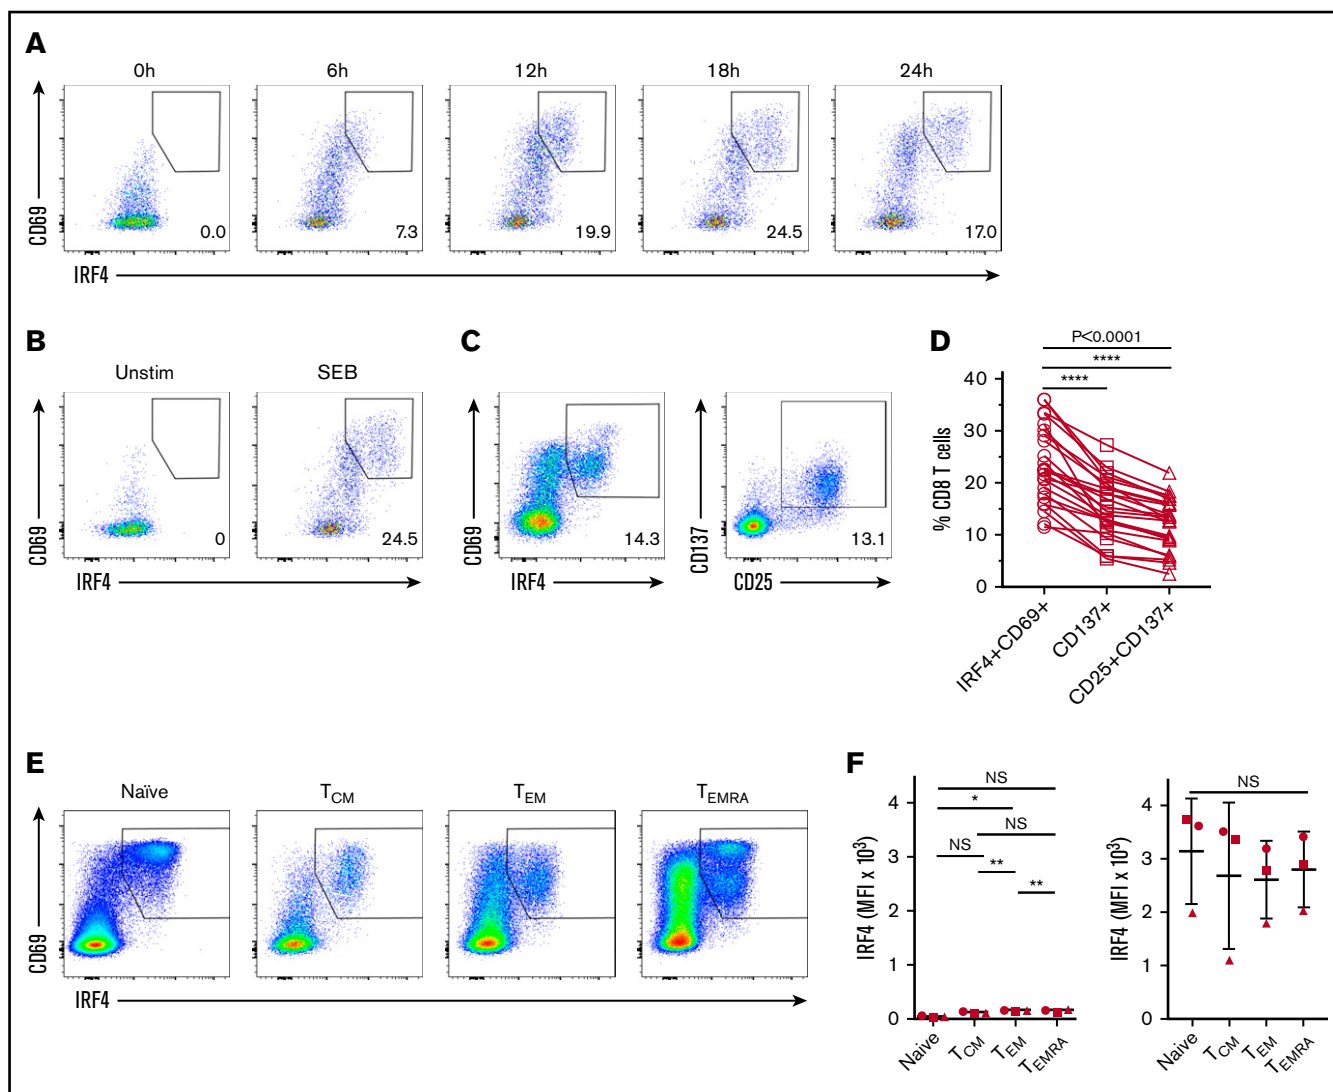 A
0h 6h 12h 18h 24h
CD69
0.0 7.3 19.9 24.5 17.0
IRF4
B
Unstim SEB
CD69
0 24.5
IRF4
C
CD69
14.3
IRF4
CD137
13.1
CD25
D
P<0.0001
****
****
% CD8 T cells
40
30
20
10
0
IRF4+CD69+
CD137+
CD25+CD137+
E
Naïve TCM TEM TEMRA
CD69
IRF4
F
NS
*
NS
NS
**
**
IRF4 (MFI x 10³)
4
3
2
1
0
Naive TCM TEM TEMRA
NS
IRF4 (MFI x 10³)
4
3
2
1
0
Naive TCM TEM TEMRA